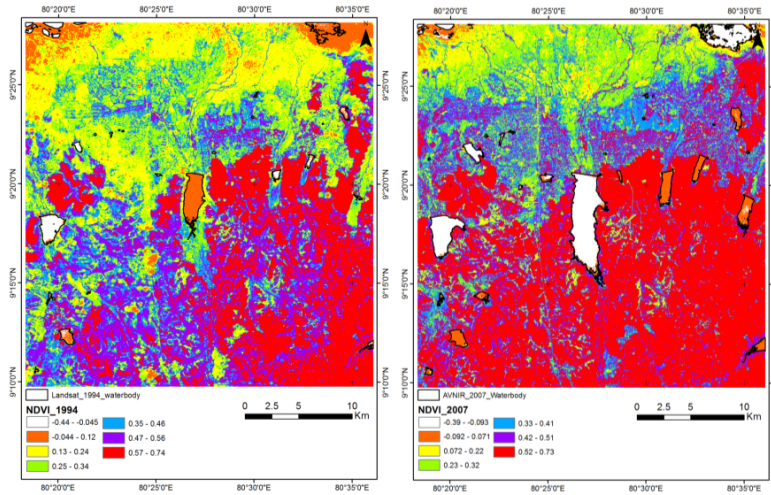 80°20'0"E 80°25'0"E 80°30'0"E 80°35'0"E
80°20'0"E 80°25'0"E 80°30'0"E 80°35'0"E
9°25'0"N
9°20'0"N
9°15'0"N
9°10'0"N
Landsat_1994_waterbody
NDVI_1994
-0.44 - -0.045
-0.044 - 0.12
0.13 - 0.24
0.25 - 0.34
0.35 - 0.46
0.47 - 0.56
0.57 - 0.74
0 2.5 5 10
Km
80°20'0"E 80°25'0"E 80°30'0"E 80°35'0"E
9°25'0"N
9°20'0"N
9°15'0"N
9°10'0"N
AVNIR_2007_Waterbody
NDVI_2007
-0.39 - -0.093
-0.092 - 0.071
0.072 - 0.22
0.23 - 0.32
0.33 - 0.41
0.42 - 0.51
0.52 - 0.73
0 2.5 5 10
Km
80°20'0"E 80°25'0"E 80°30'0"E 80°35'0"E